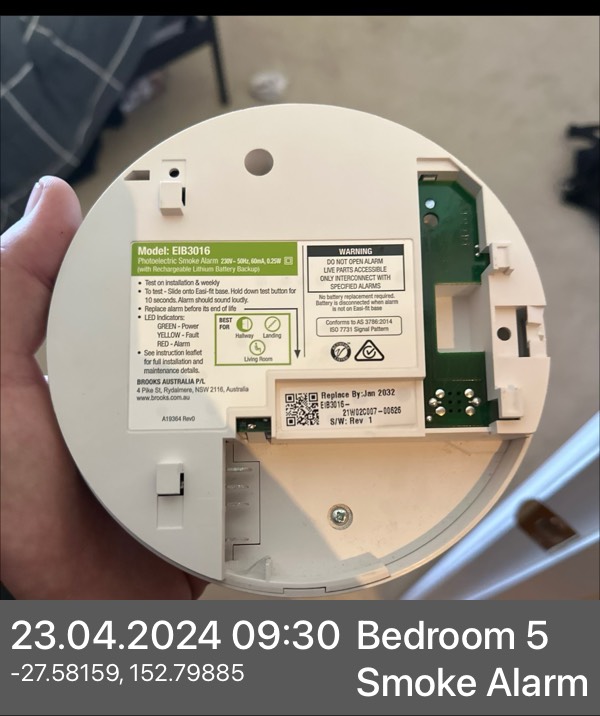 Model: EIB3016
Photoelectric Smoke Alarm 230V~ 50Hz, 60mA, 0.25W
(with Rechargeable Lithium Battery Backup)
• Test on installation & weekly
• To test - Slide onto Easi-fit base. Hold down test button for
10 seconds. Alarm should sound loudly.
• Replace alarm before its end of life
• LED Indicators:
GREEN - Power
YELLOW - Fault
RED - Alarm
• See instruction leaflet
for full installation and
maintenance details.
BEST
FOR
Hallway
Landing
Living Room
BROOKS AUSTRALIA P/L
4 Pike St, Rydalmere, NSW 2116, Australia
www.brooks.com.au
A19364 Rev0
WARNING
DO NOT OPEN ALARM
LIVE PARTS ACCESSIBLE
ONLY INTERCONNECT WITH
SPECIFIED ALARMS
No battery replacement required.
Battery is disconnected when alarm
is not on Easi-fit base
Conforms to AS 3786:2014
ISO 7731 Signal Pattern
Replace By:Jan 2032
EIB3016-
21W02C007-00626
S/W: Rev 1
23.04.2024 09:30
-27.58159, 152.79885
Bedroom 5
Smoke Alarm